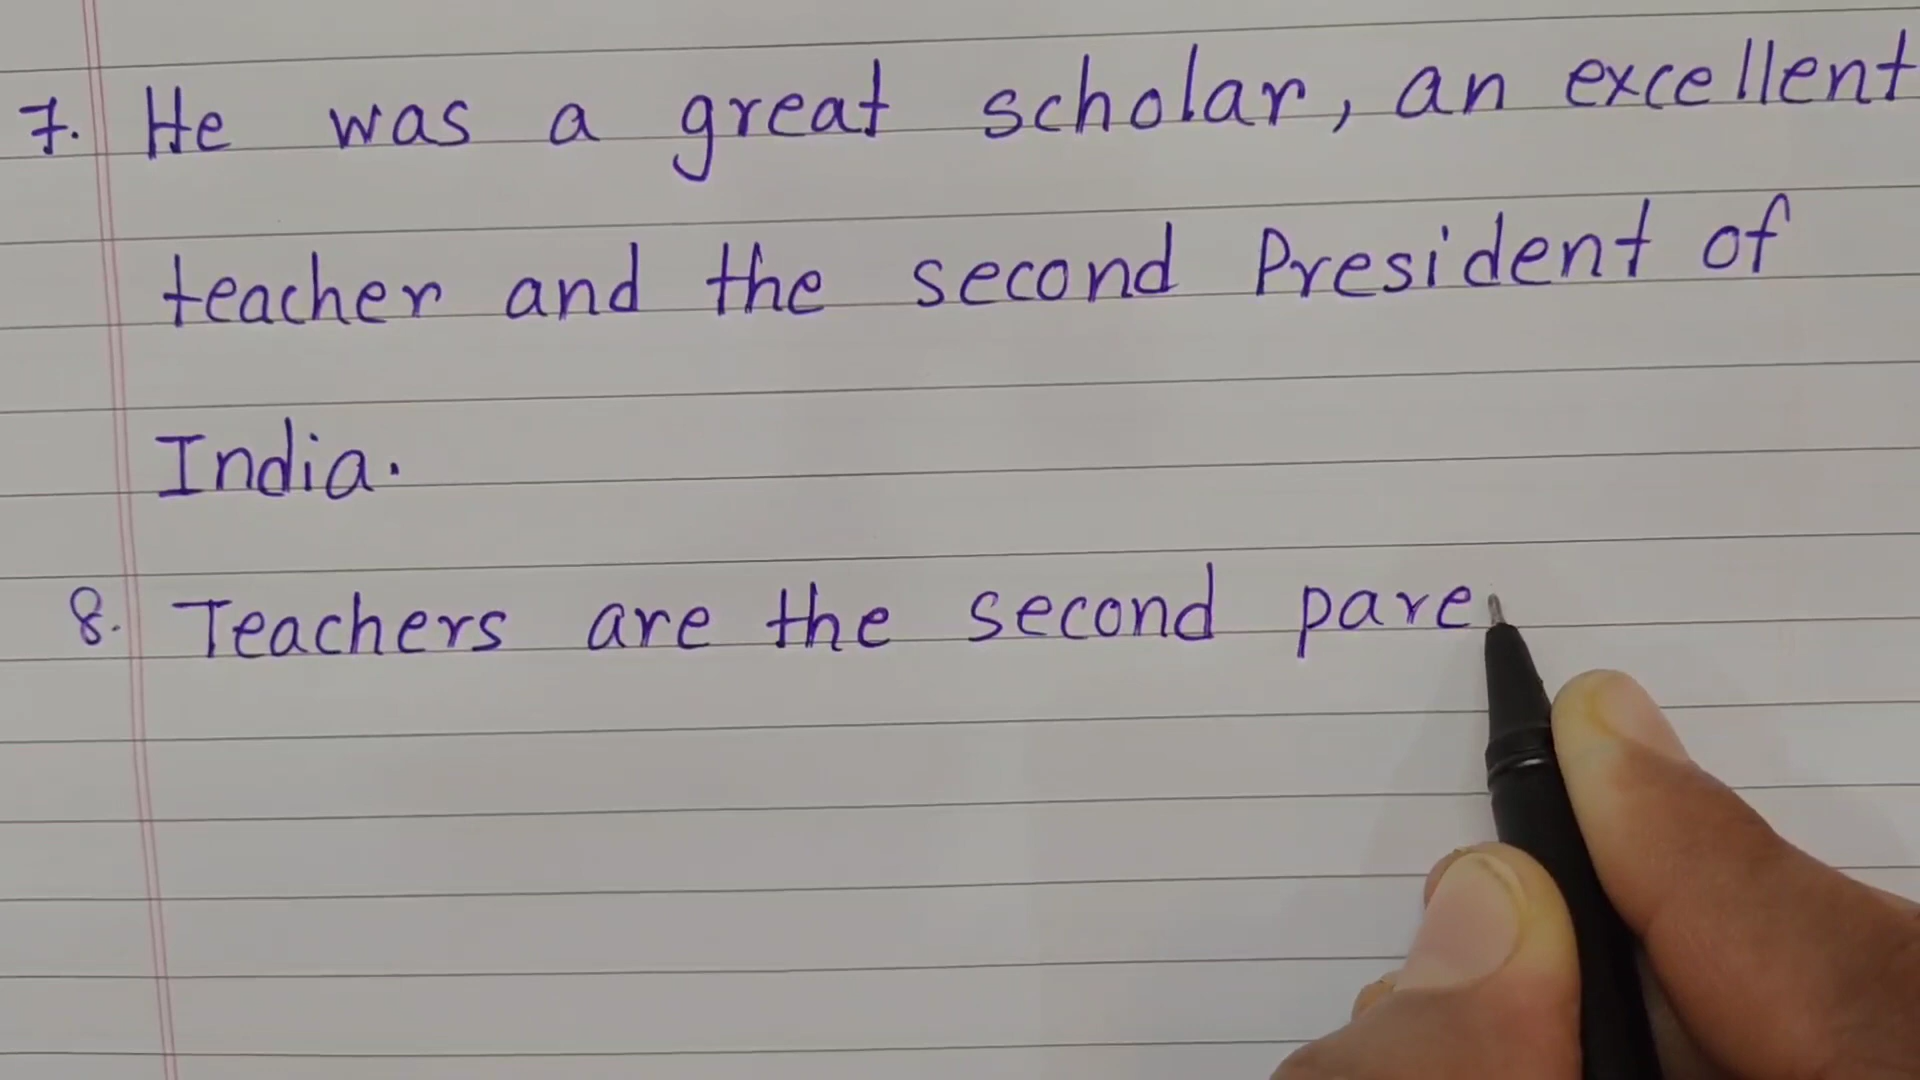 7. He was a great scholar, an excellent
teacher and the second President of
India.
8. Teachers are the second pare